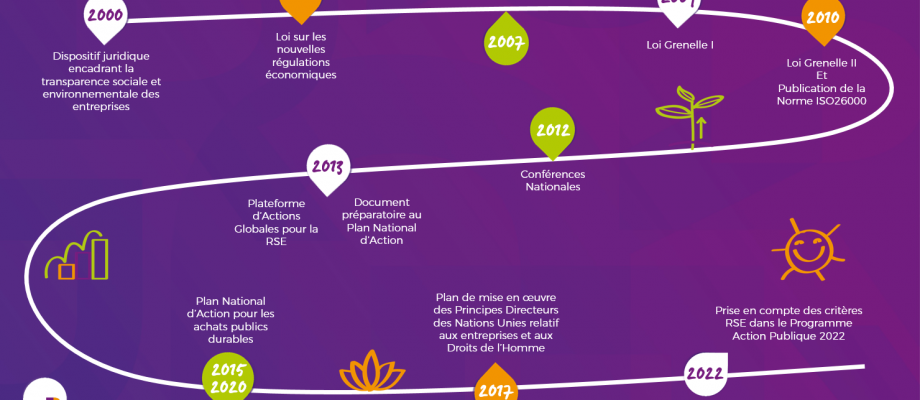 2000
Dispositif juridique
encadrant la
transparence sociale et
environnementale des
entreprises
Loi sur les
nouvelles
régulations
économiques
2007
Loi Grenelle I
2010
Loi Grenelle II
Et
Publication de la
Norme ISO26000
2012
Conférences
Nationales
2013
Plateforme
d'Actions
Globales pour la
RSE
Document
préparatoire au
Plan National
d'Action
Plan National
d'Action pour les
achats publics
durables
2015
2020
Plan de mise en œuvre
des Principes Directeurs
des Nations Unies relatif
aux entreprises et aux
Droits de l'Homme
2017
Prise en compte des critères
RSE dans le Programme
Action Publique 2022
2022